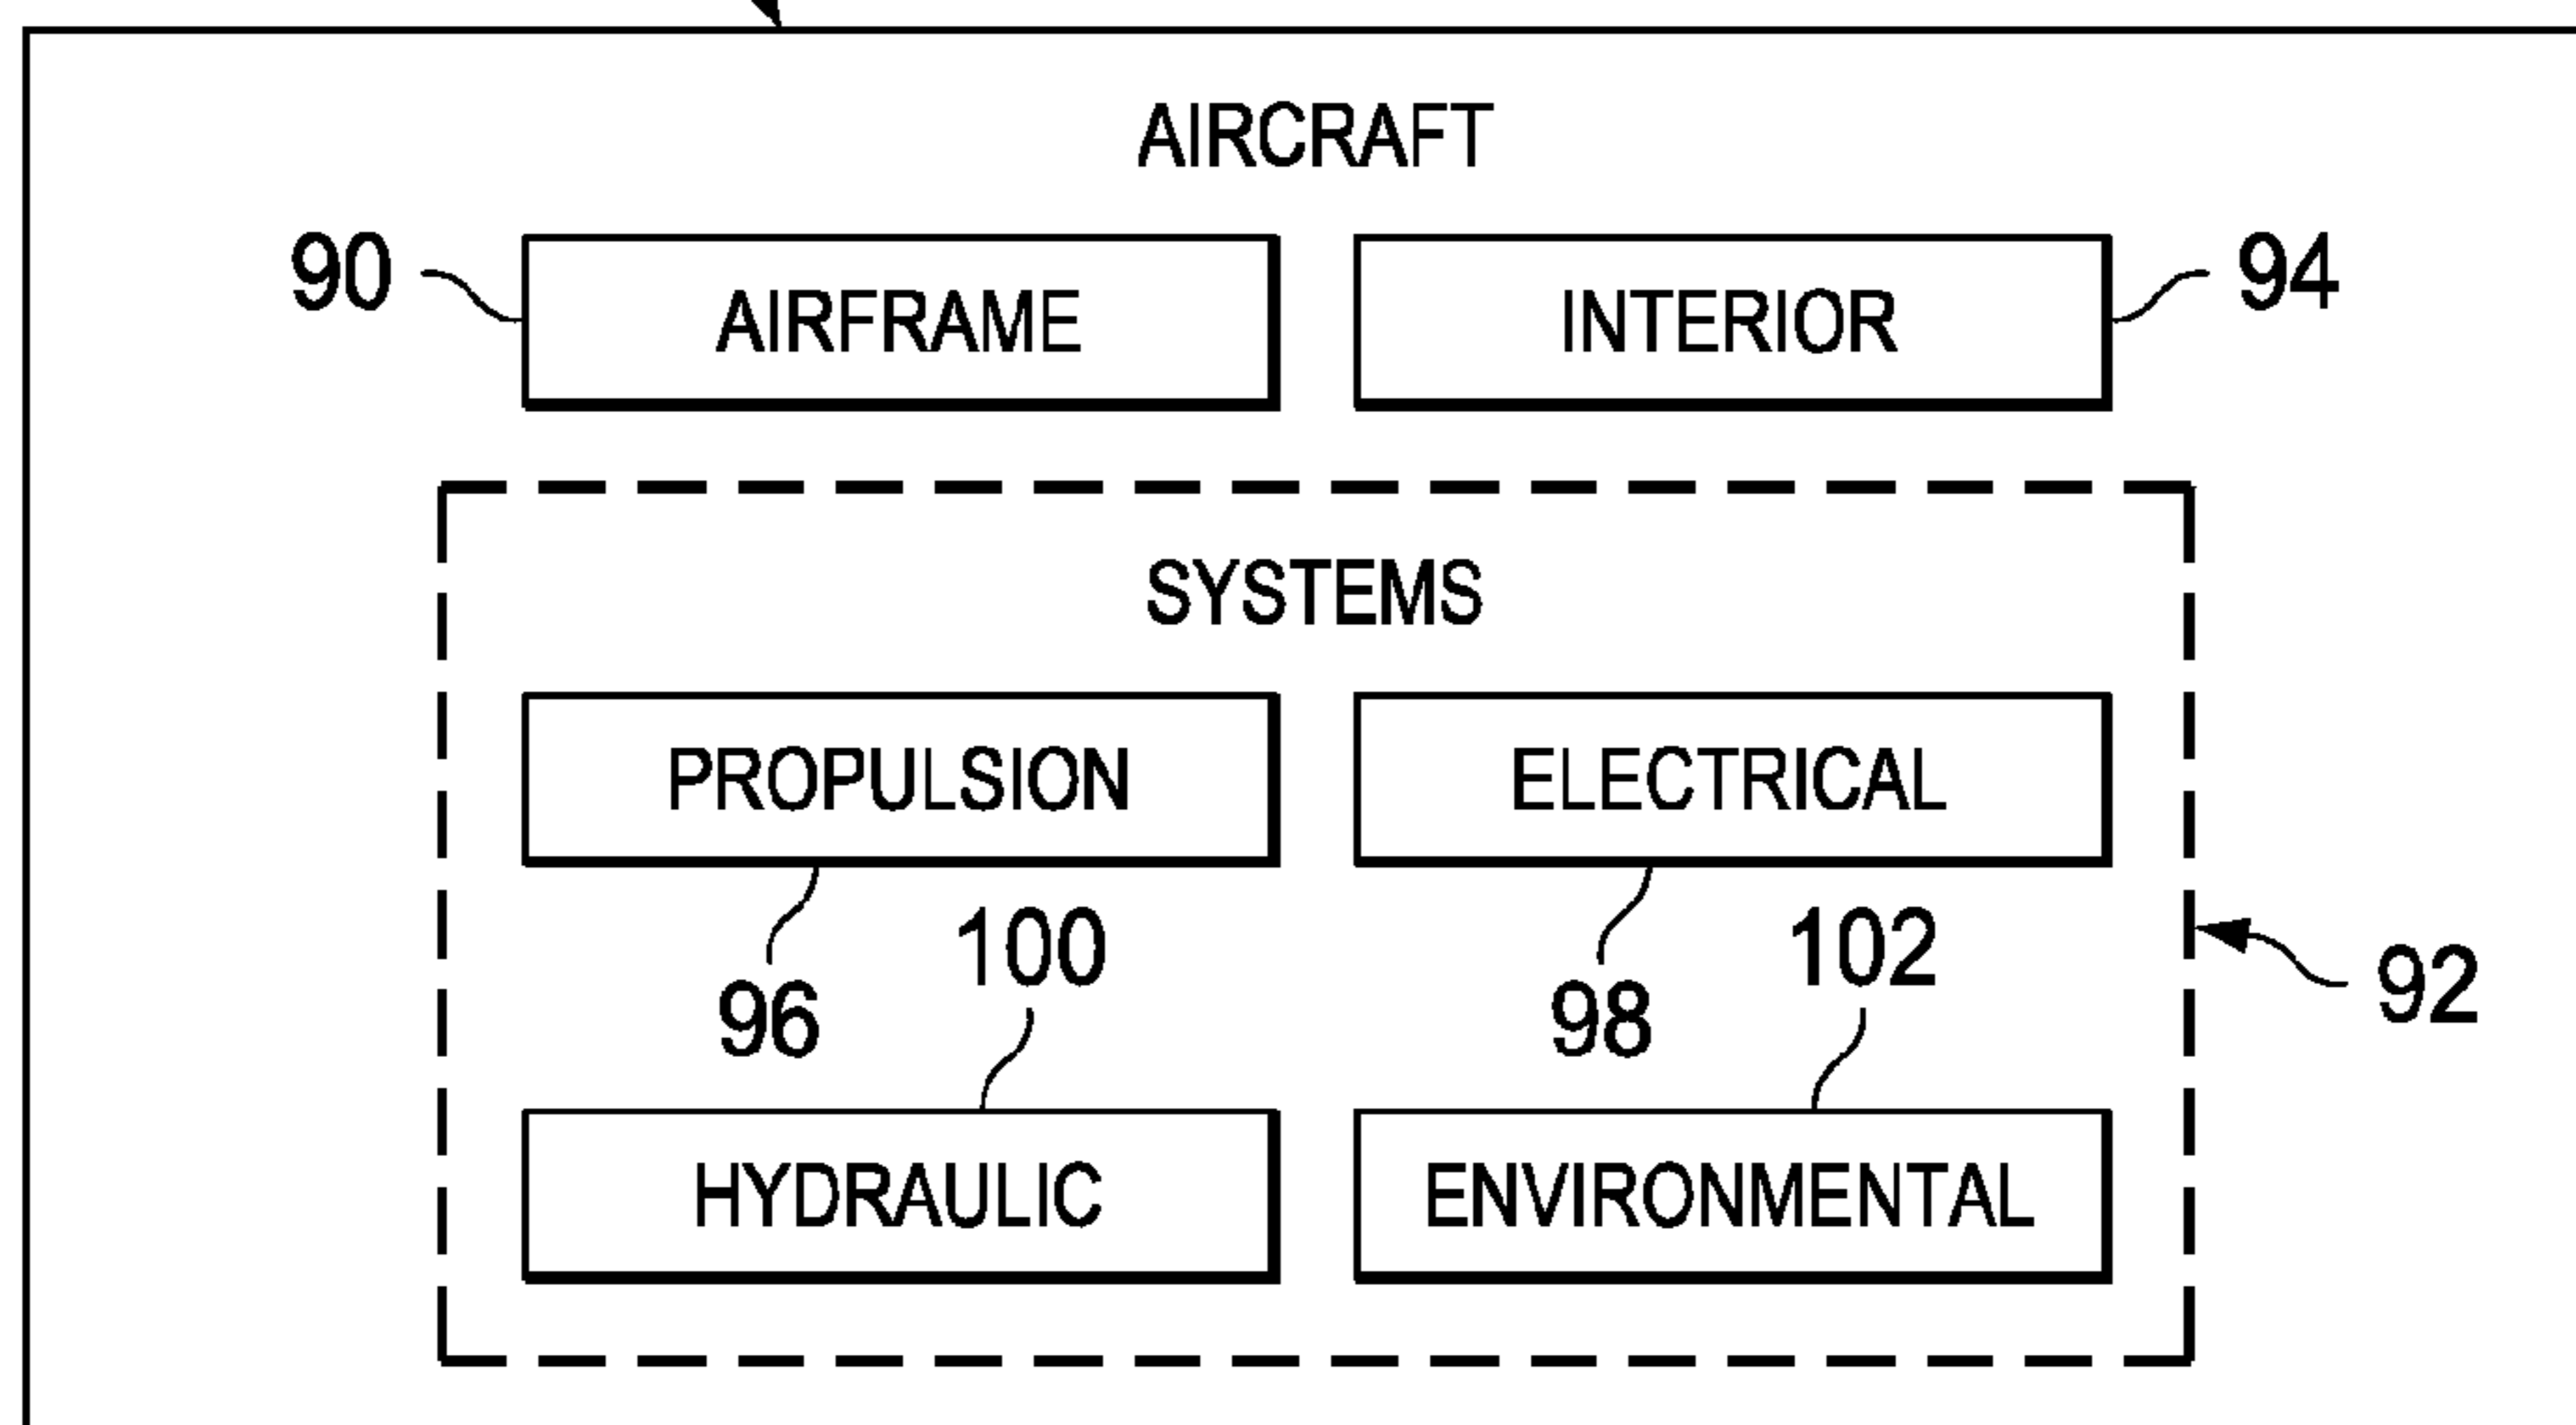 AIRCRAFT
90 AIRFRAME INTERIOR 94
SYSTEMS
PROPULSION ELECTRICAL
100 102
96 98 92
HYDRAULIC ENVIRONMENTAL